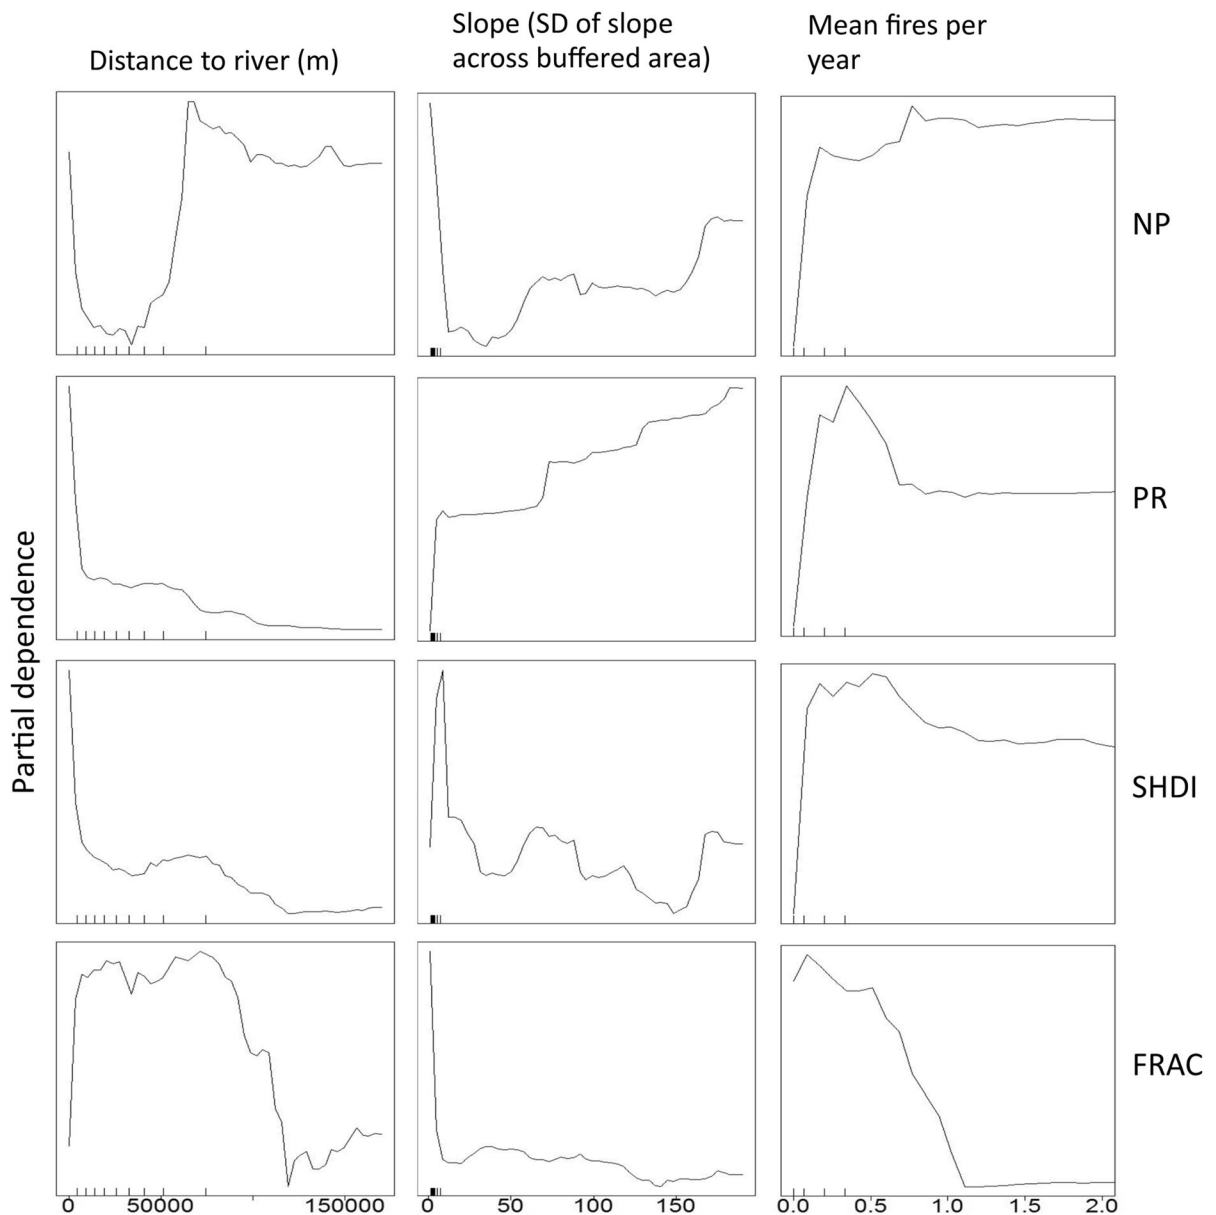 Distance to river (m)
Slope (SD of slope
across buffered area)
Mean fires per
year
NP
PR
SHDI
FRAC
Partial dependence
0 50000 150000
0 50 100 150
0.0 0.5 1.0 1.5 2.0